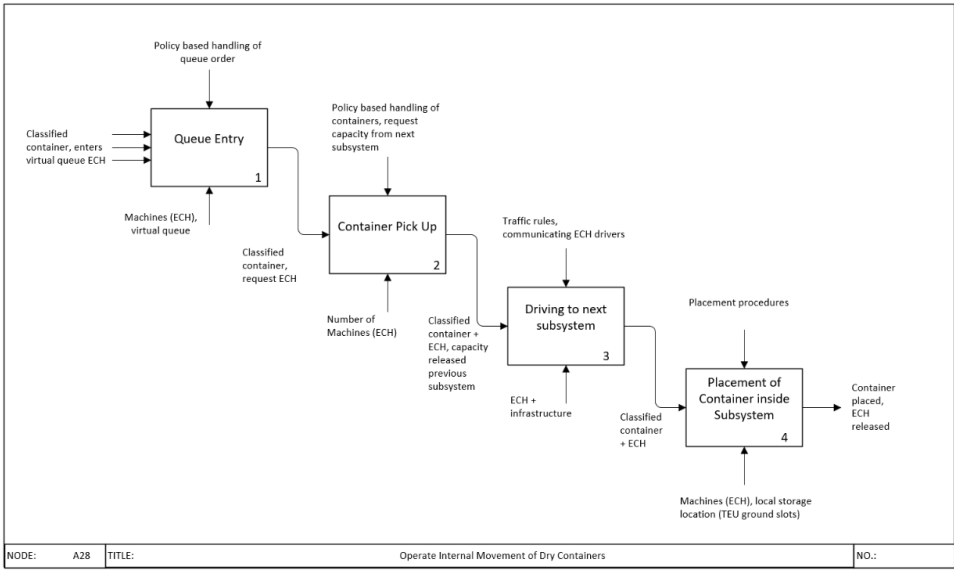 Policy based handling of
queue order
Classified
container, enters
virtual queue ECH
Queue Entry
1
Machines (ECH),
virtual queue
Policy based handling of
containers, request
capacity from next
subsystem
Classified
container,
request ECH
Container Pick Up
2
Number of
Machines (ECH)
Traffic rules,
communicating ECH drivers
Classified
container +
ECH, capacity
released
previous
subsystem
Driving to next
subsystem
3
ECH +
infrastructure
Placement procedures
Classified
container
+ ECH
Placement of
Container inside
Subsystem
4
Container
placed,
ECH
released
Machines (ECH), local storage
location (TEU ground slots)
NODE: A28 TITLE: Operate Internal Movement of Dry Containers NO.: